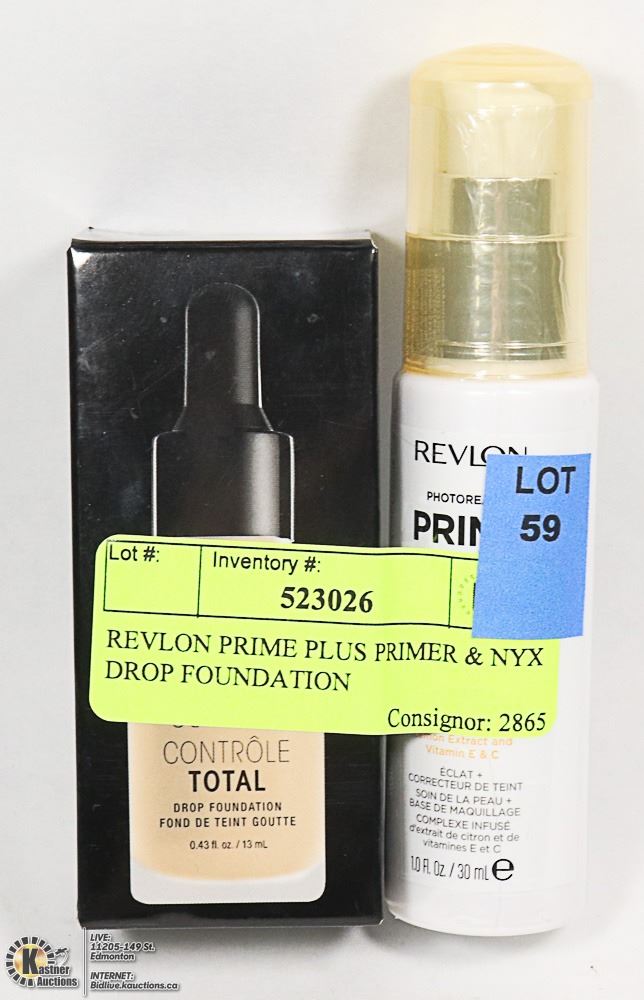 REVLON
PHOTOREA
PRIM
LOT
59
Lot #:
Inventory #:
523026
REVLON PRIME PLUS PRIMER & NYX
DROP FOUNDATION
Consignor: 2865
CONTRÔLE
TOTAL
DROP FOUNDATION
FOND DE TEINT GOUTTE
0.43 fl. oz. / 13 mL
Extract and
Vitamin E & C
ÉCLAT +
CORRECTEUR DE TEINT
SOIN DE LA PEAU +
BASE DE MAQUILLAGE
COMPLEXE INFUSÉ
d'extrait de citron et de
vitamines E et C
1.0 Fl. Oz. / 30 mL e
K
Kastner
Auctions
LIVE:
11205-149 St.
Edmonton
INTERNET:
Bidlive.kauctions.ca